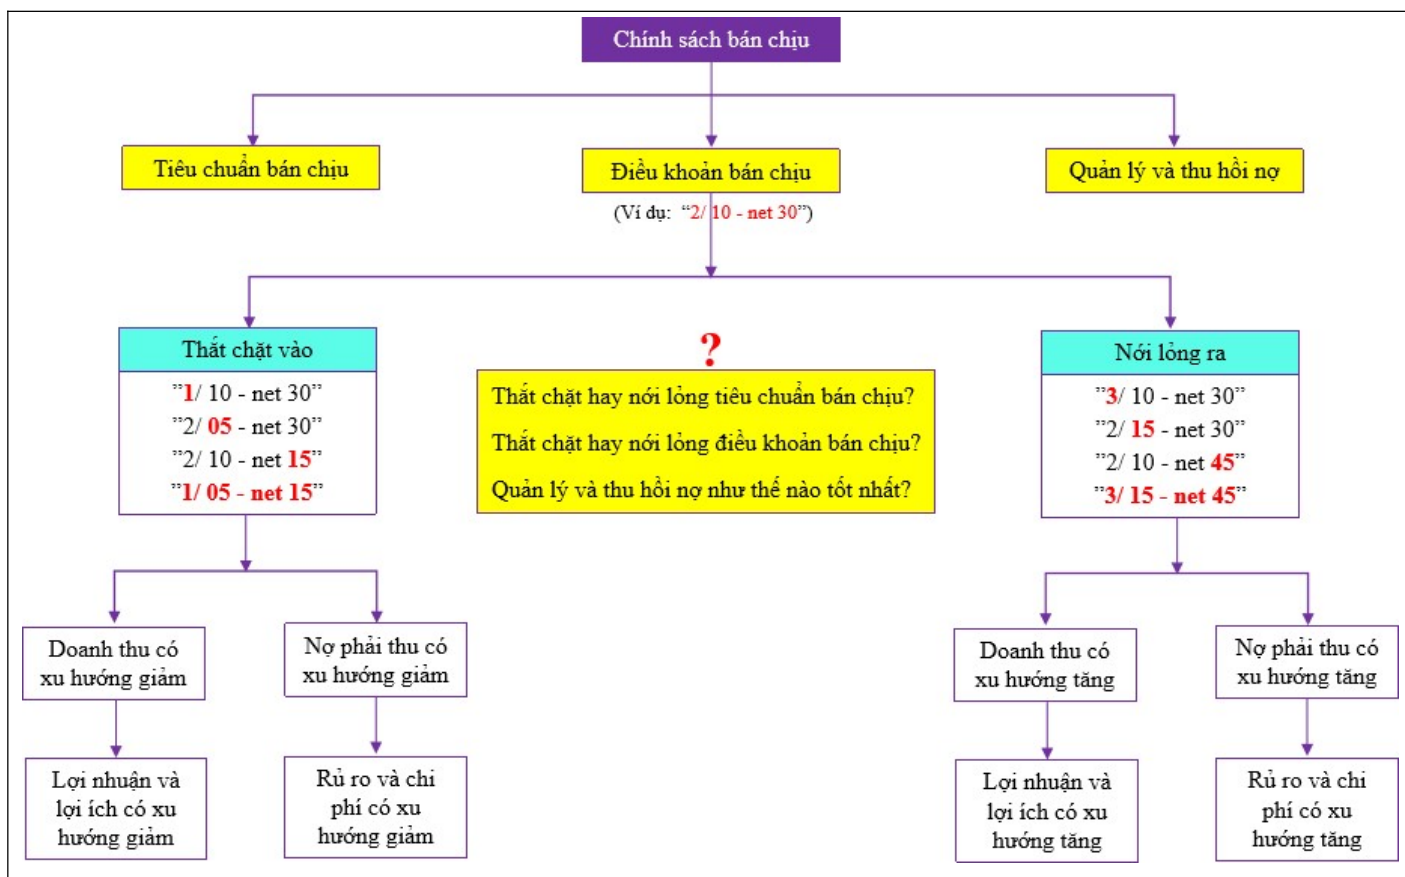 Chính sách bán chịu
Tiêu chuẩn bán chịu
Điều khoản bán chịu
Quản lý và thu hồi nợ
(Ví dụ: “2/ 10 - net 30”)
Thắt chặt vào
”1/ 10 - net 30”
”2/ 05 - net 30”
”2/ 10 - net 15”
”1/ 05 - net 15”
?
Thắt chặt hay nới lỏng tiêu chuẩn bán chịu?
Thắt chặt hay nới lỏng điều khoản bán chịu?
Quản lý và thu hồi nợ như thế nào tốt nhất?
Nới lỏng ra
”3/ 10 - net 30”
”2/ 15 - net 30”
”2/ 10 - net 45”
”3/ 15 - net 45”
Doanh thu có
xu hướng giảm
Nợ phải thu có
xu hướng giảm
Doanh thu có
xu hướng tăng
Nợ phải thu có
xu hướng tăng
Lợi nhuận và
lợi ích có xu
hướng giảm
Rủ ro và chi
phí có xu
hướng giảm
Lợi nhuận và
lợi ích có xu
hướng tăng
Rủ ro và chi
phí có xu
hướng tăng